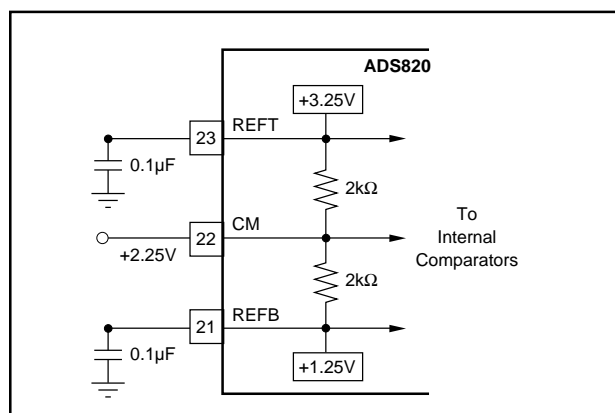 ADS820
+3.25V
23
REFT
0.1µF
2kΩ
To
Internal
Comparators
22
CM
+2.25V
2kΩ
21
REFB
0.1µF
+1.25V